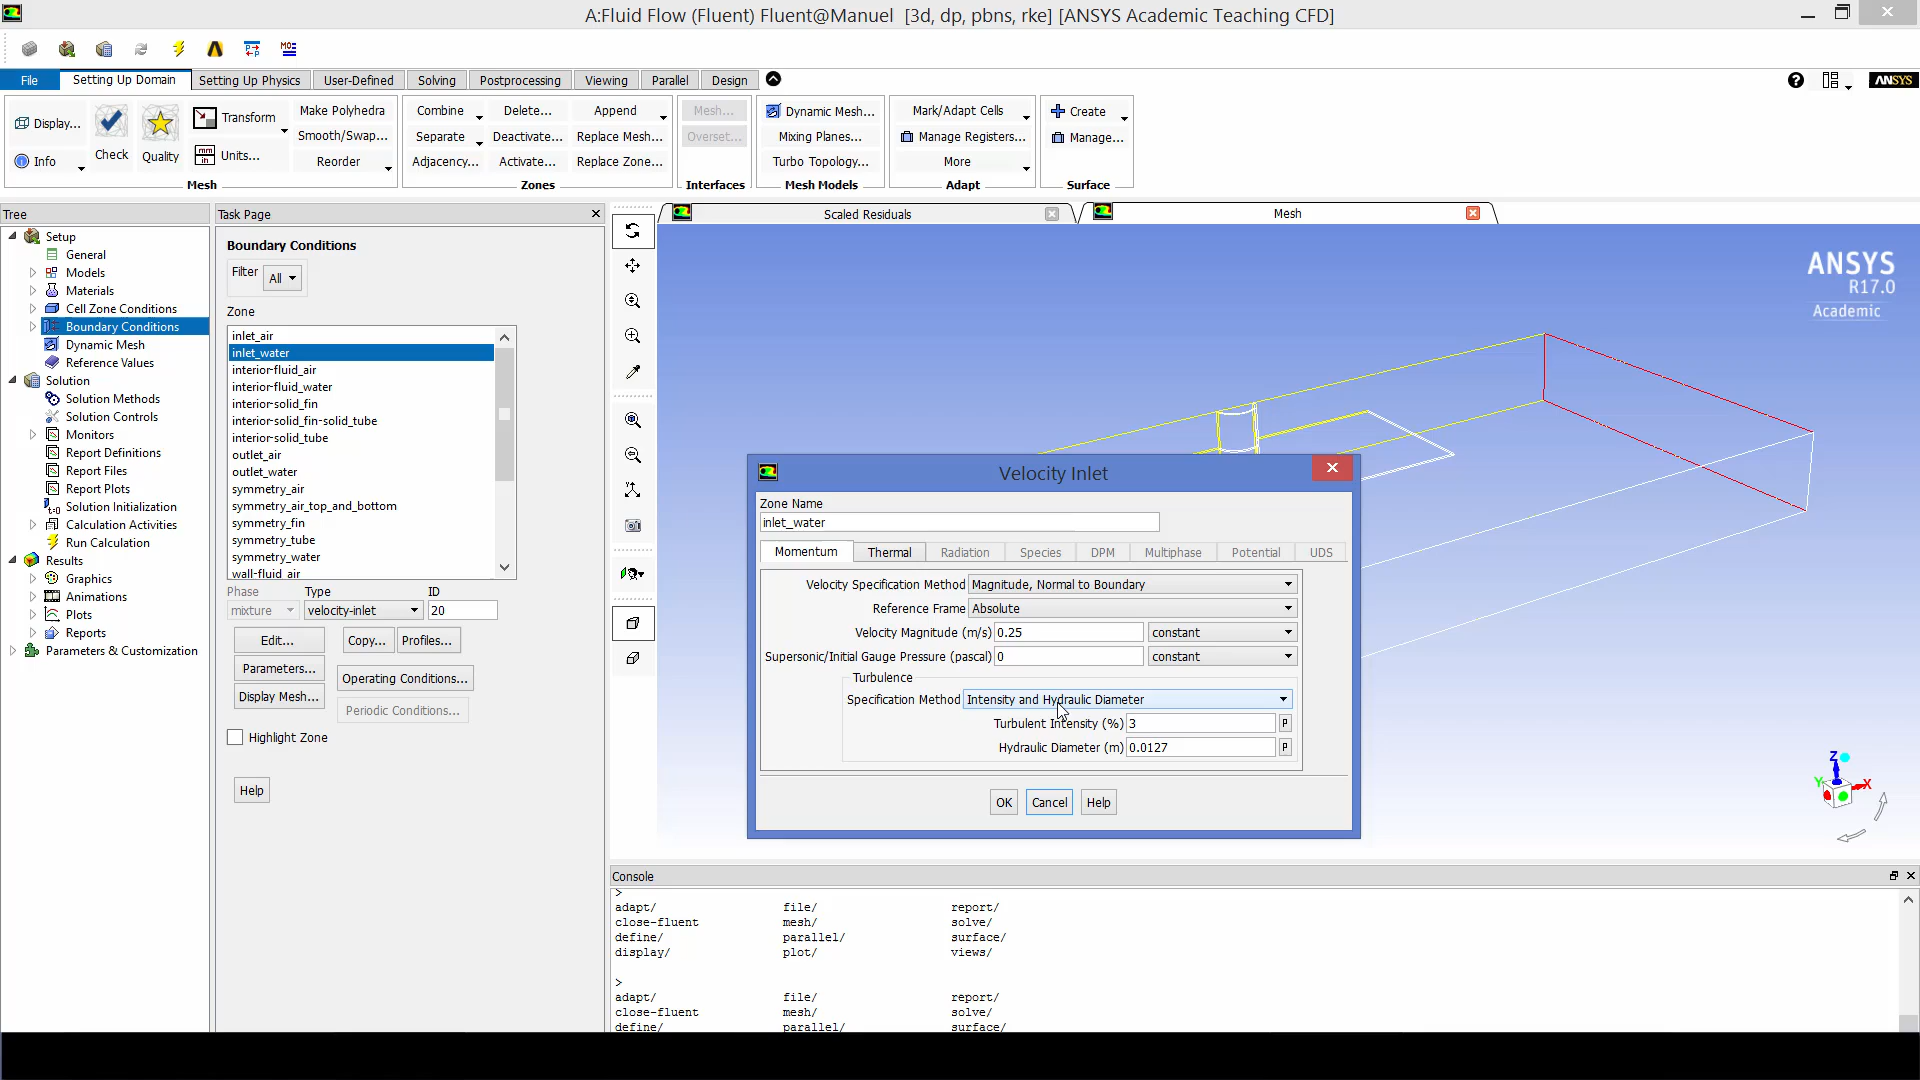 A:Fluid Flow (Fluent) Fluent@Manuel [3d, dp, pbns, rke] [ANSYS Academic Teaching CFD]
File
Setting Up Domain
Setting Up Physics
User-Defined
Solving
Postprocessing
Viewing
Parallel
Design
ANSYS
Display...
Info
Check
Quality
Transform
mm
in
Units...
Make Polyhedra
Smooth/Swap...
Reorder
Mesh
Combine
Separate
Adjacency...
Delete...
Deactivate...
Activate...
Append
Replace Mesh...
Replace Zone...
Zones
Mesh...
Overset...
Interfaces
Dynamic Mesh...
Mixing Planes...
Turbo Topology...
Mesh Models
Mark/Adapt Cells
Manage Registers...
More
Adapt
Create
Manage...
Surface
Tree
Setup
General
Models
Materials
Cell Zone Conditions
Boundary Conditions
Dynamic Mesh
Reference Values
Solution
Solution Methods
Solution Controls
Monitors
Report Definitions
Report Files
Report Plots
Solution Initialization
Calculation Activities
Run Calculation
Results
Graphics
Animations
Plots
Reports
Parameters & Customization
Task Page
Boundary Conditions
Filter
All
Zone
inlet_air
inlet_water
interior-fluid_air
interior-fluid_water
interior-solid_fin
interior-solid_fin-solid_tube
interior-solid_tube
outlet_air
outlet_water
symmetry_air
symmetry_air_top_and_bottom
symmetry_fin
symmetry_tube
symmetry_water
wall-fluid_air
Phase
mixture
Type
velocity-inlet
ID
20
Edit...
Copy...
Profiles...
Parameters...
Operating Conditions...
Display Mesh...
Periodic Conditions...
Highlight Zone
Help
Scaled Residuals
Mesh
ANSYS
R17.0
Academic
Z
Y
X
Velocity Inlet
Zone Name
inlet_water
Momentum
Thermal
Radiation
Species
DPM
Multiphase
Potential
UDS
Velocity Specification Method Magnitude, Normal to Boundary
Reference Frame Absolute
Velocity Magnitude (m/s) 0.25 constant
Supersonic/Initial Gauge Pressure (pascal) 0 constant
Turbulence
Specification Method Intensity and Hydraulic Diameter
Turbulent Intensity (%) 3 P
Hydraulic Diameter (m) 0.0127 P
OK
Cancel
Help
Console
>
adapt/ file/ report/
close-fluent mesh/ solve/
define/ parallel/ surface/
display/ plot/ views/
>
adapt/ file/ report/
close-fluent mesh/ solve/
define/ parallel/ surface/